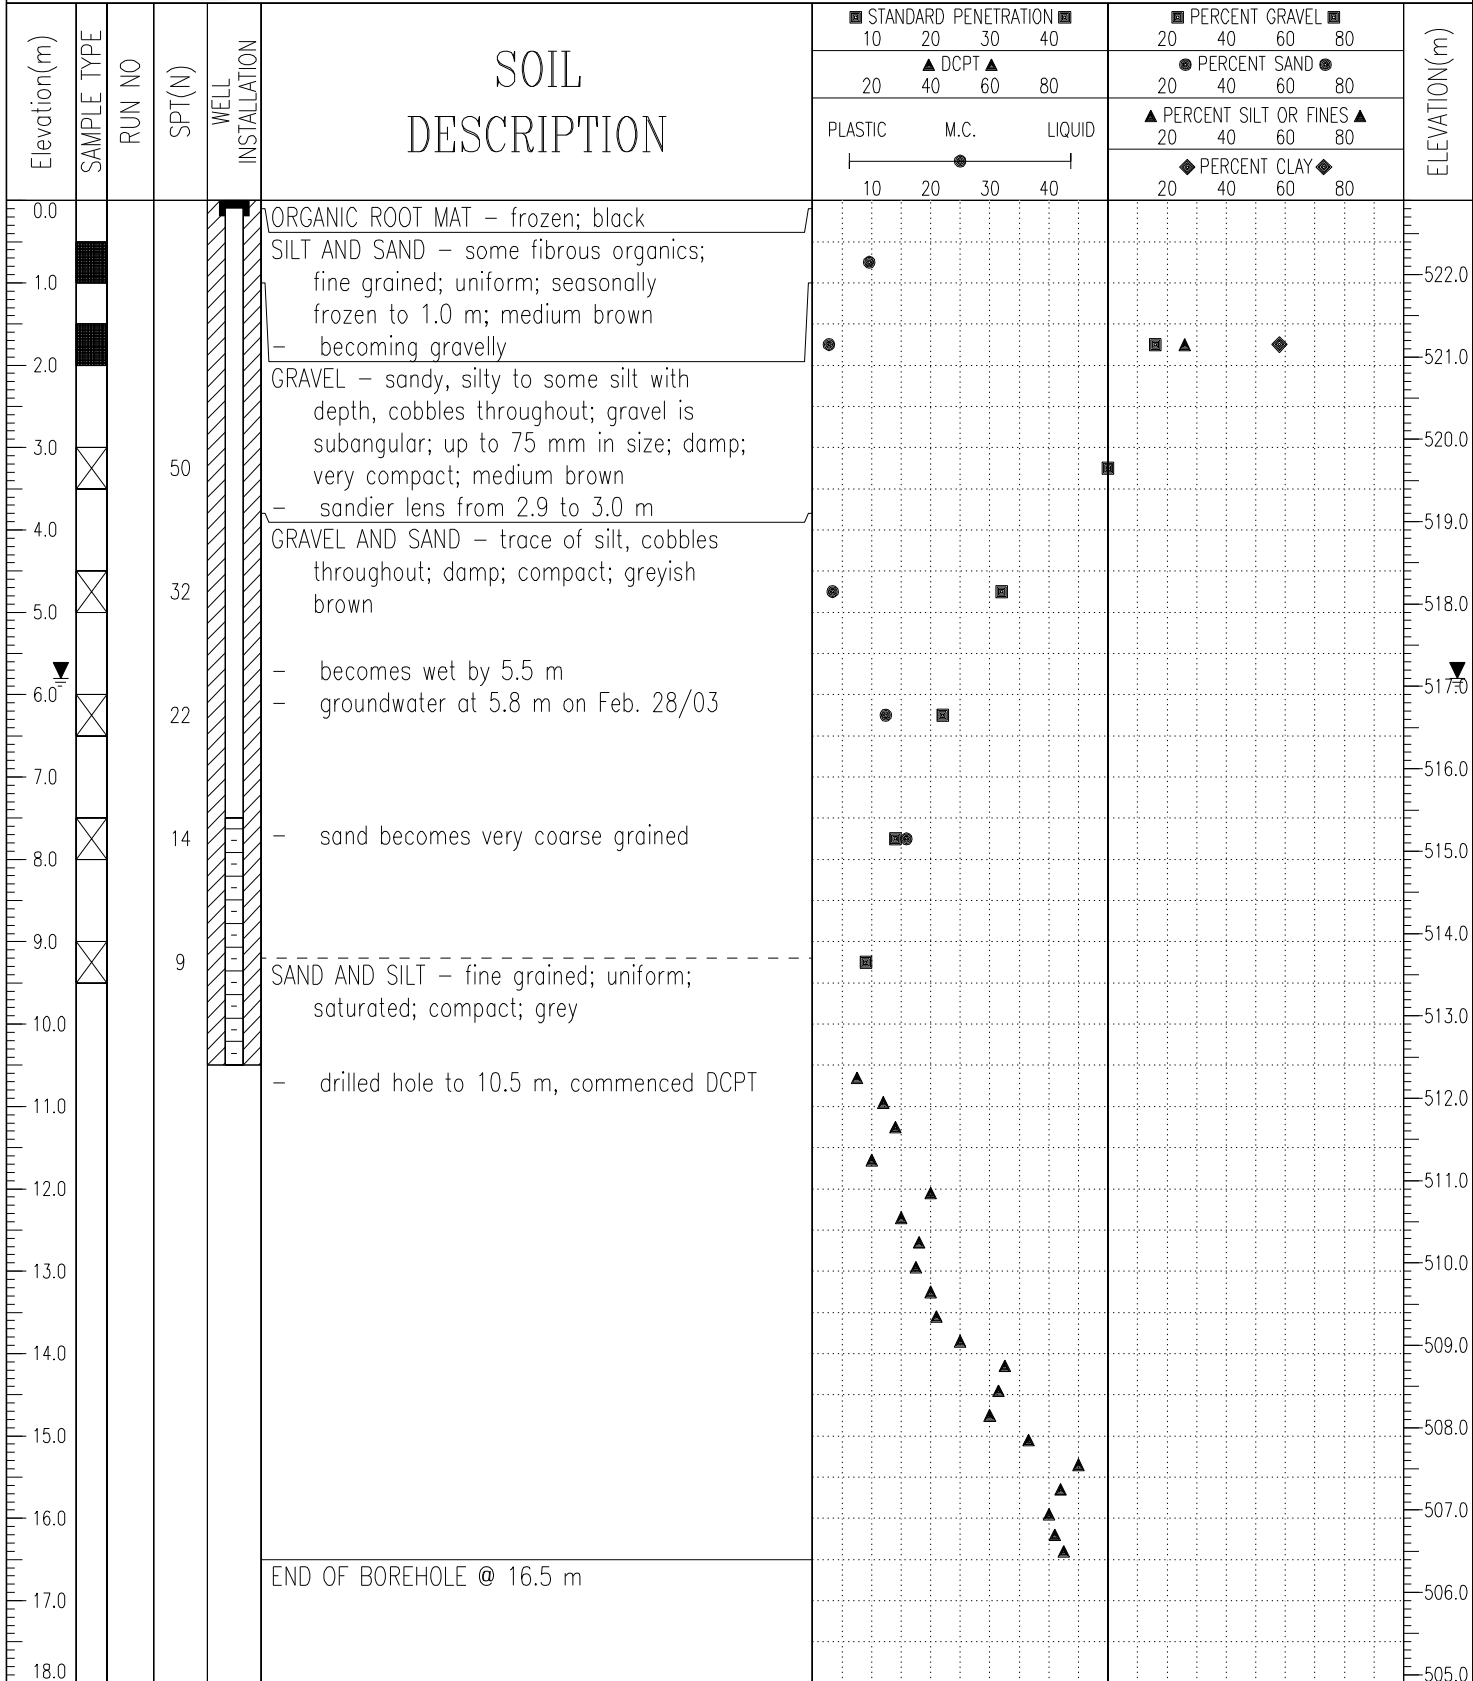 Elevation(m)
SAMPLE TYPE
RUN NO
SPT(N)
WELL
INSTALLATION
SOIL
DESCRIPTION
STANDARD PENETRATION
10 20 30 40
DCPT
20 40 60 80
PLASTIC M.C. LIQUID
10 20 30 40
PERCENT GRAVEL
20 40 60 80
PERCENT SAND
20 40 60 80
PERCENT SILT OR FINES
20 40 60 80
PERCENT CLAY
20 40 60 80
ELEVATION(m)
0.0
ORGANIC ROOT MAT – frozen; black
SILT AND SAND – some fibrous organics;
522.0
1.0
fine grained; uniform; seasonally
frozen to 1.0 m; medium brown
– becoming gravelly
521.0
2.0
GRAVEL – sandy, silty to some silt with
depth, cobbles throughout; gravel is
520.0
3.0
subangular; up to 75 mm in size; damp;
50
very compact; medium brown
– sandier lens from 2.9 to 3.0 m
519.0
4.0
GRAVEL AND SAND – trace of silt, cobbles
throughout; damp; compact; greyish
32
brown
518.0
5.0
– becomes wet by 5.5 m
517.0
6.0
– groundwater at 5.8 m on Feb. 28/03
22
516.0
7.0
14
– sand becomes very coarse grained
515.0
8.0
514.0
9.0
9
SAND AND SILT – fine grained; uniform;
saturated; compact; grey
513.0
10.0
– drilled hole to 10.5 m, commenced DCPT
512.0
11.0
511.0
12.0
510.0
13.0
509.0
14.0
508.0
15.0
507.0
16.0
END OF BOREHOLE @ 16.5 m
506.0
17.0
18.0
505.0